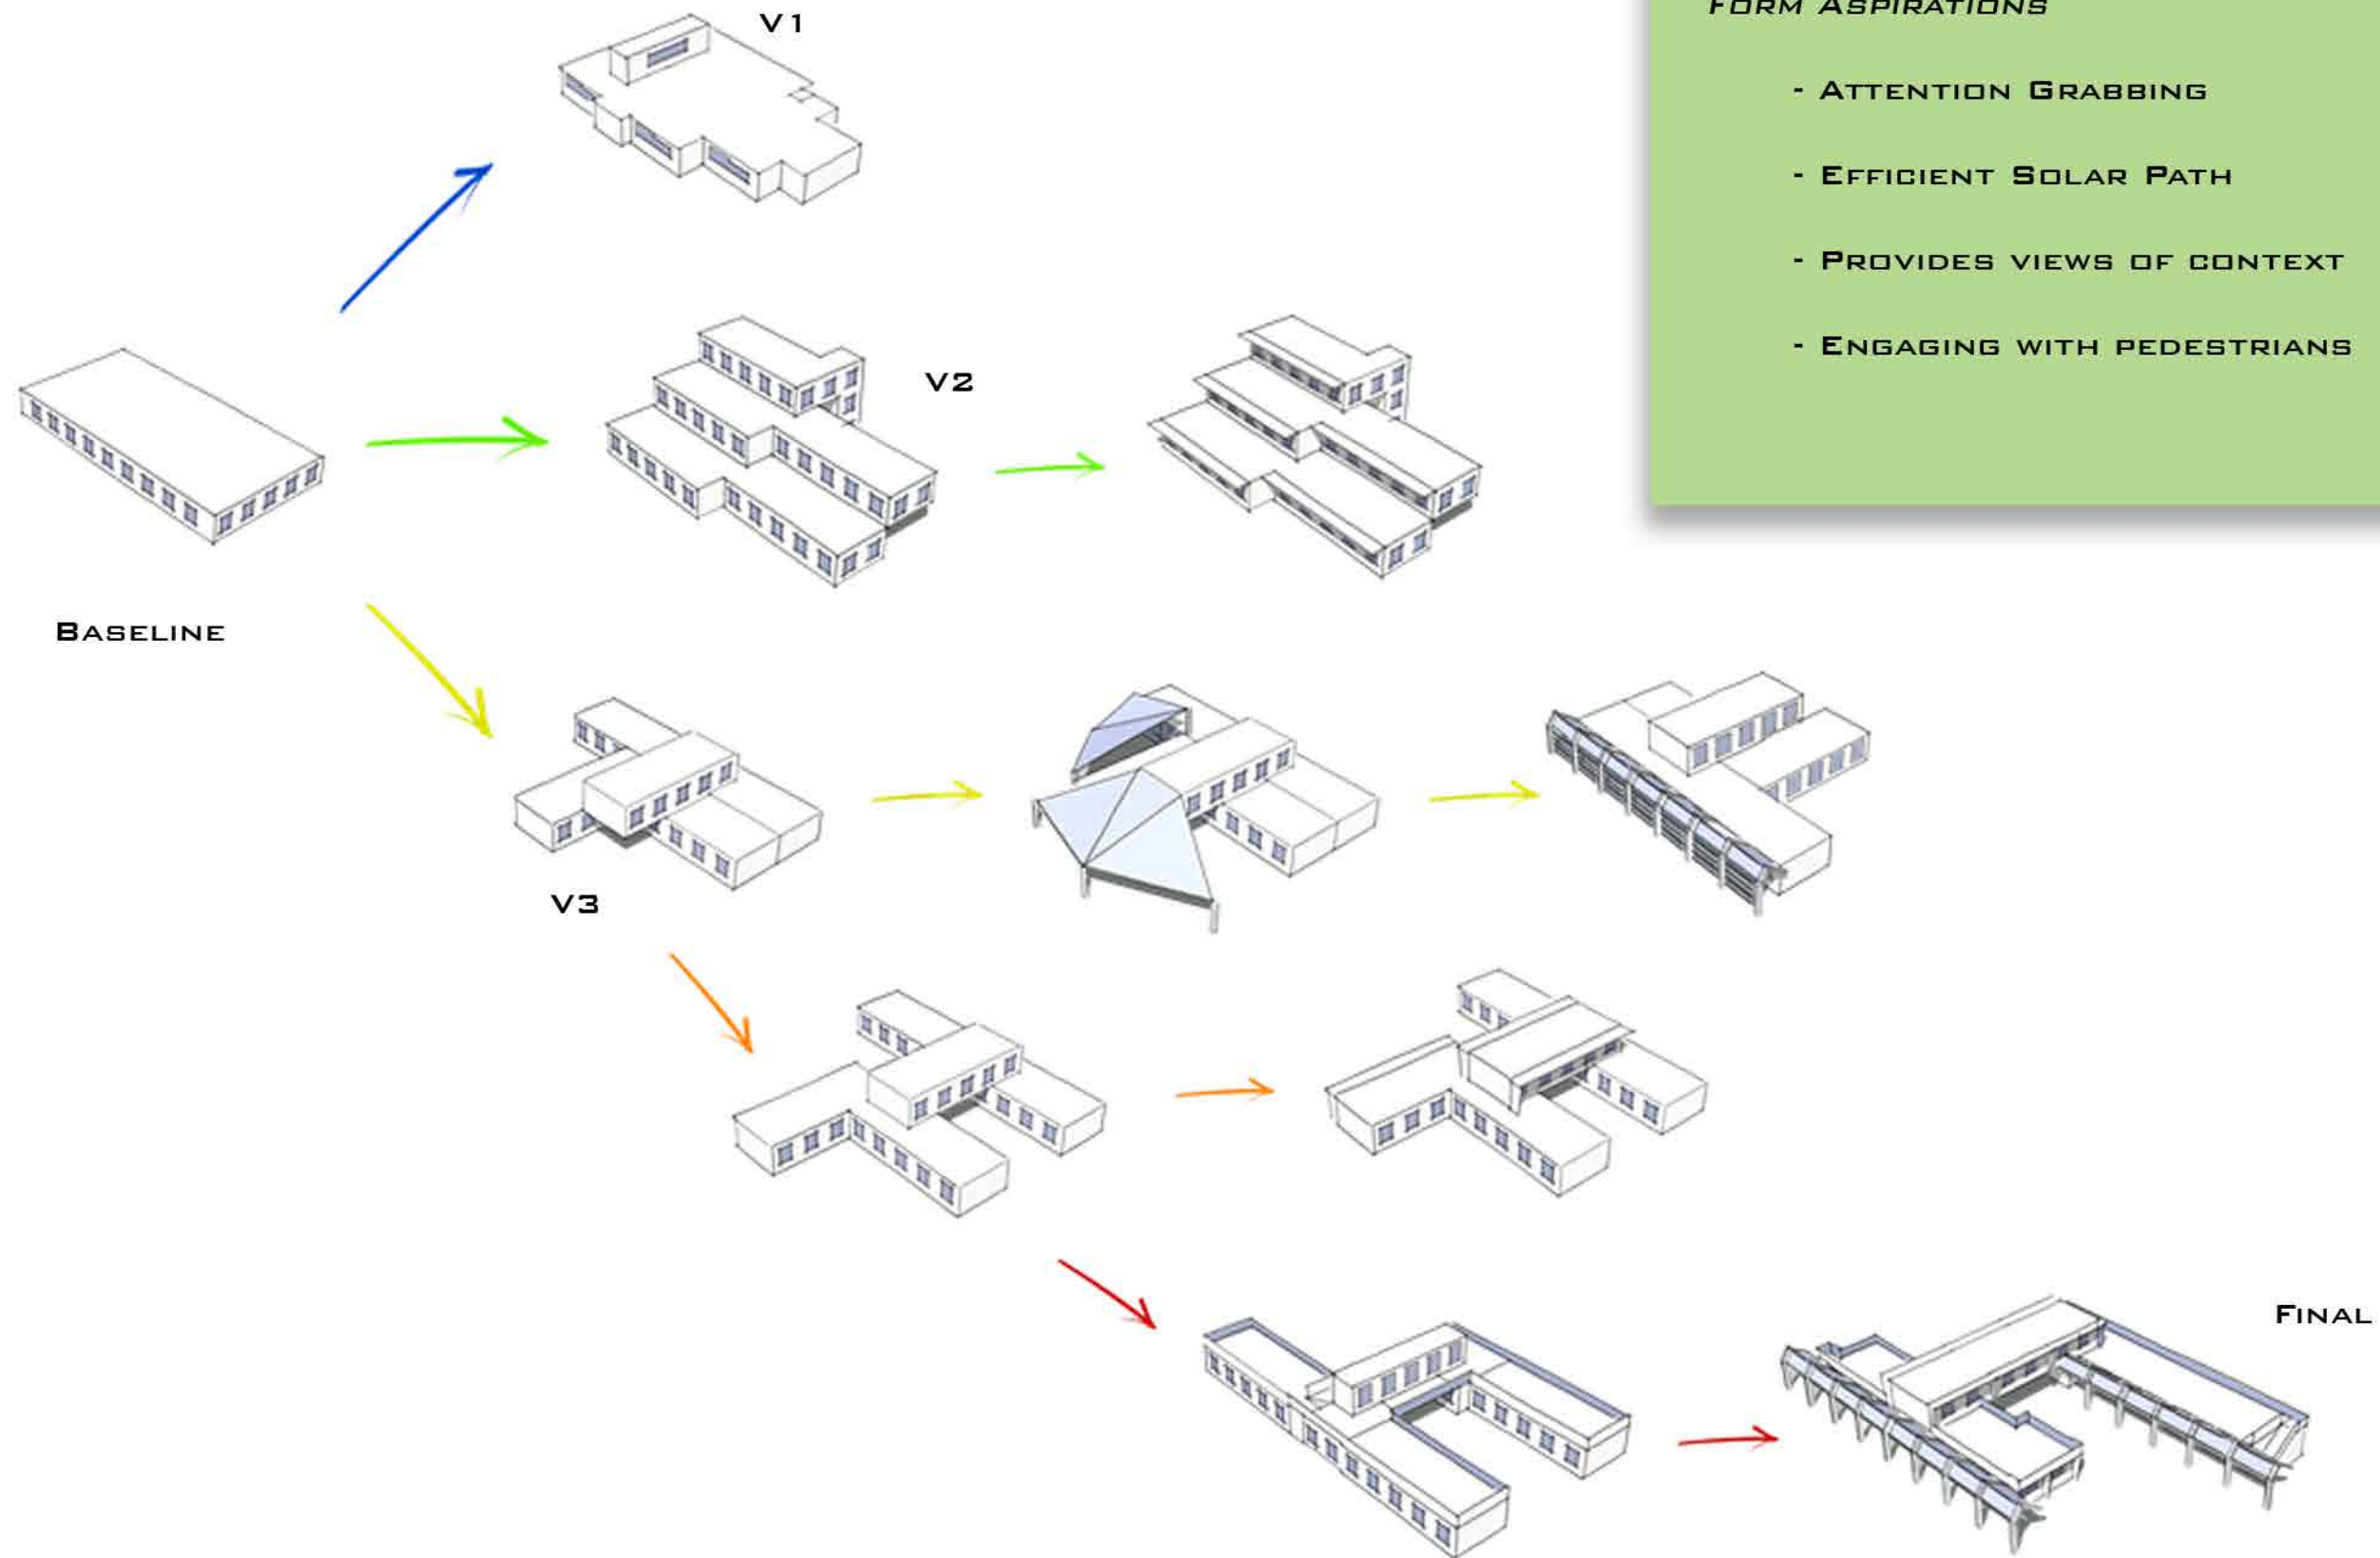 V1
FORM ASPIRATIONS
- ATTENTION GRABBING
- EFFICIENT SOLAR PATH
- PROVIDES VIEWS OF CONTEXT
- ENGAGING WITH PEDESTRIANS
V2
BASELINE
V3
FINAL